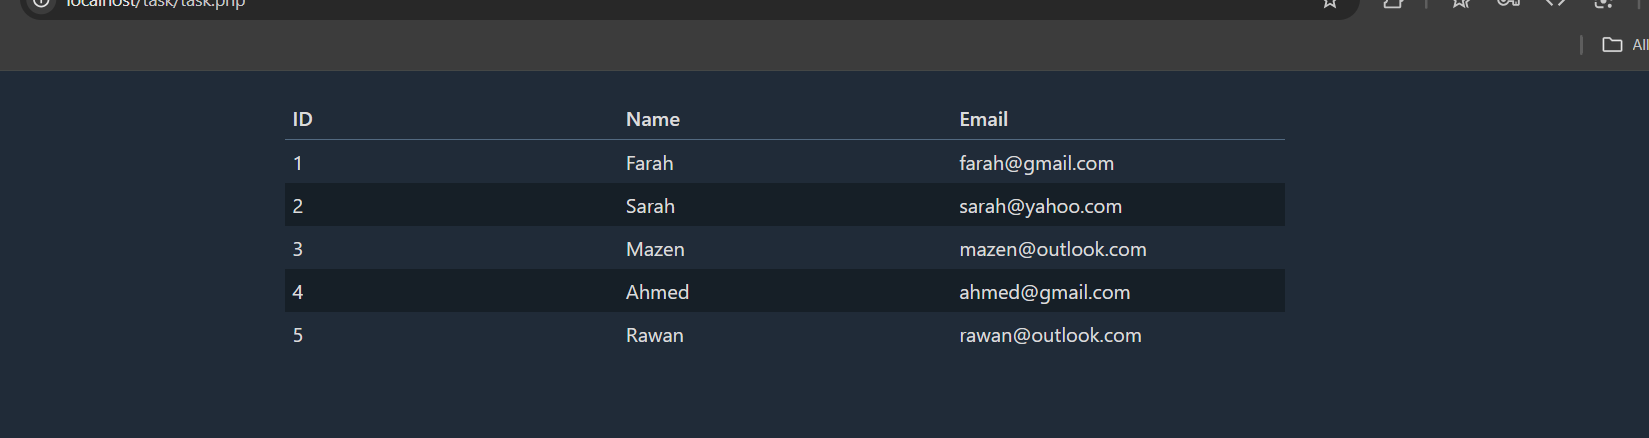 localhost/task/task.php
All
ID Name Email
1 Farah farah@gmail.com
2 Sarah sarah@yahoo.com
3 Mazen mazen@outlook.com
4 Ahmed ahmed@gmail.com
5 Rawan rawan@outlook.com